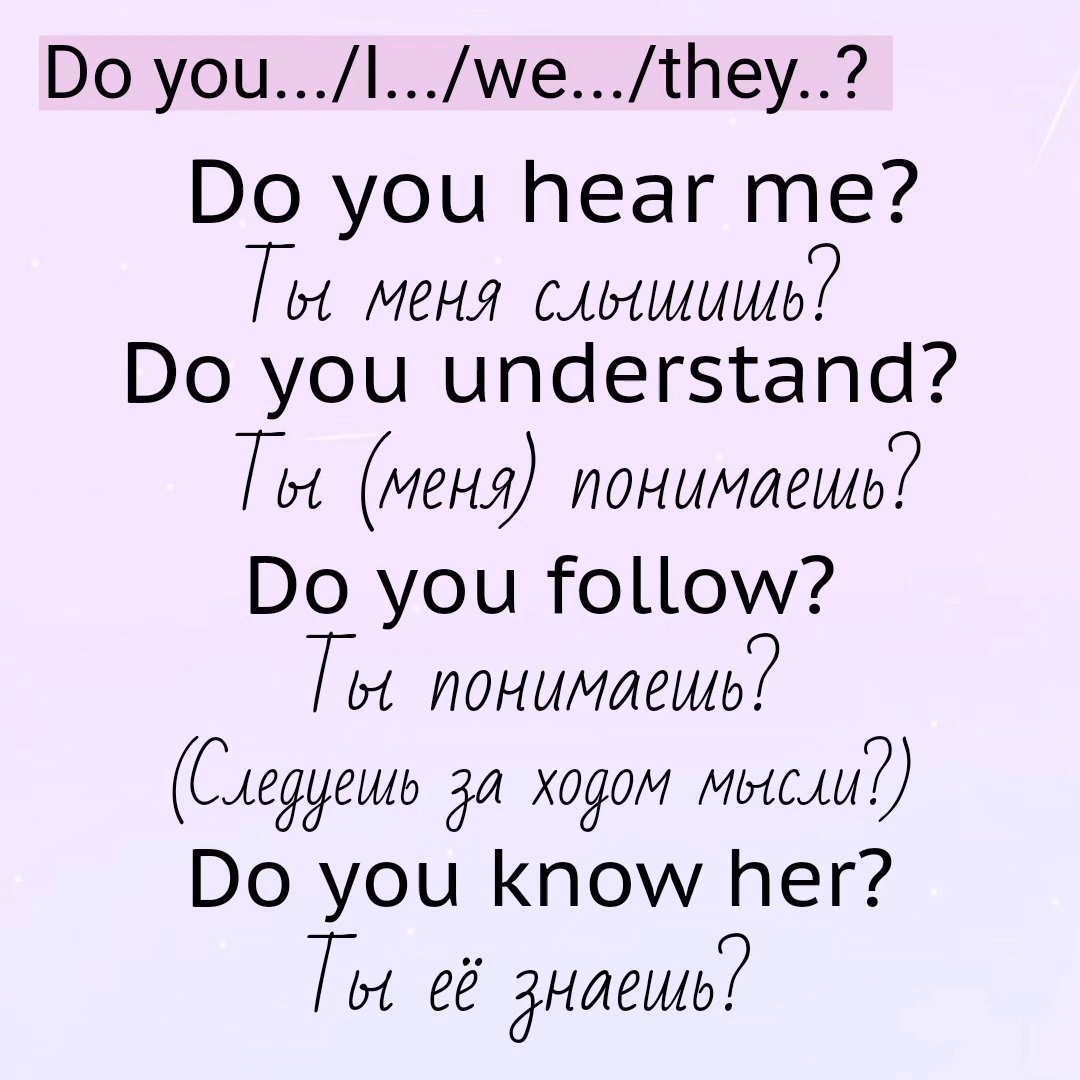 Do you.../I.../we.../they..?
Do you hear me?
Ты меня слышишь?
Do you understand?
Ты (меня) понимаешь?
Do you follow?
Ты понимаешь?
(Следуешь за ходом мысли?)
Do you know her?
Ты её знаешь?